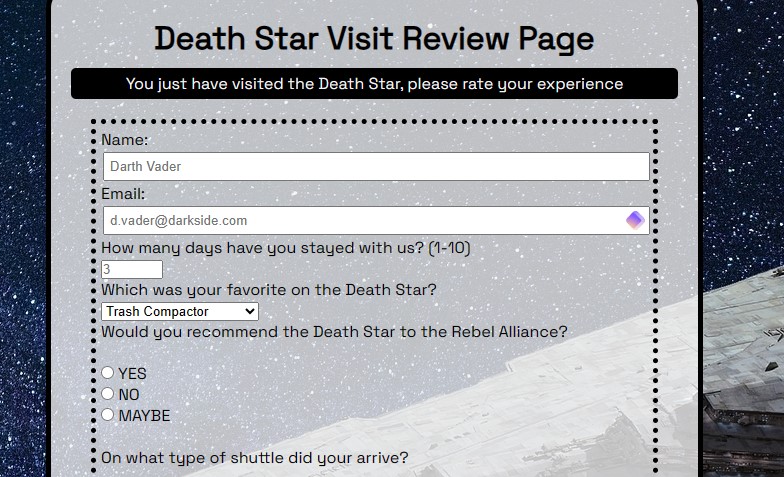 Death Star Visit Review Page
You just have visited the Death Star, please rate your experience
Name:
Darth Vader
Email:
d.vader@darkside.com
How many days have you stayed with us? (1-10)
3
Which was your favorite on the Death Star?
Trash Compactor
Would you recommend the Death Star to the Rebel Alliance?
YES
NO
MAYBE
On what type of shuttle did your arrive?